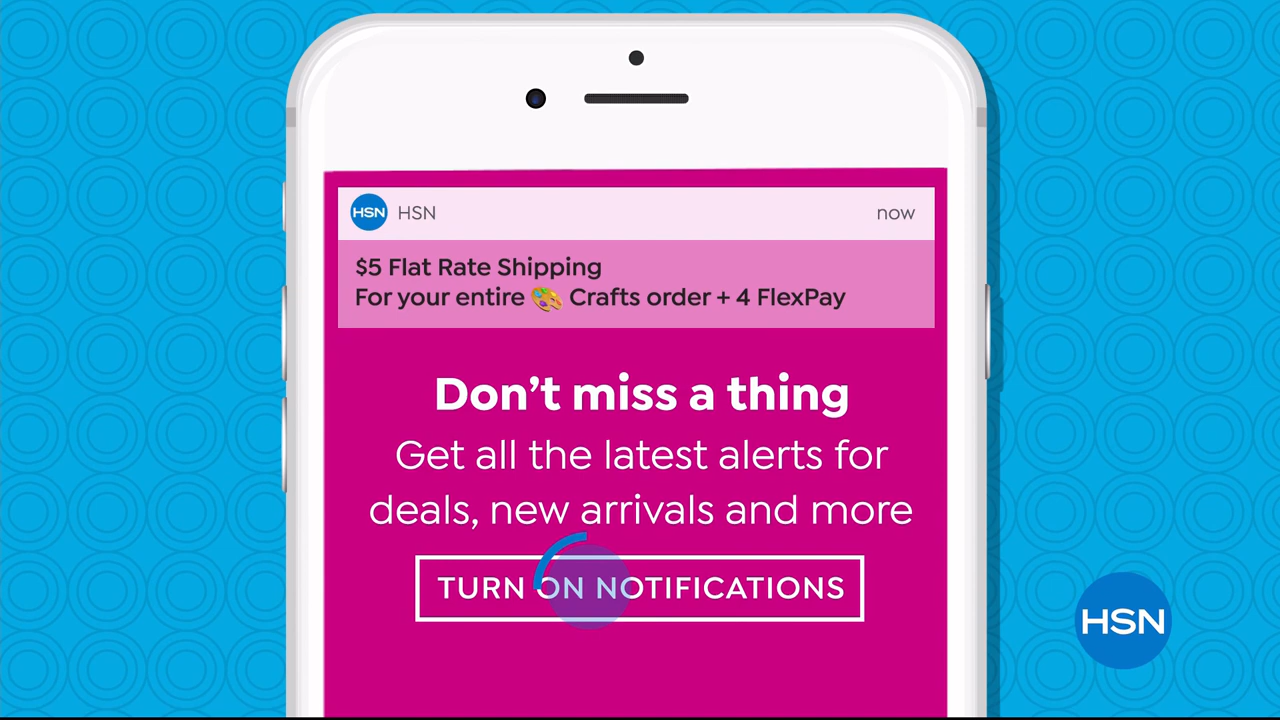 HSN HSN now
$5 Flat Rate Shipping
For your entire 🎨 Crafts order + 4 FlexPay
Don't miss a thing
Get all the latest alerts for
deals, new arrivals and more
TURN ON NOTIFICATIONS
HSN